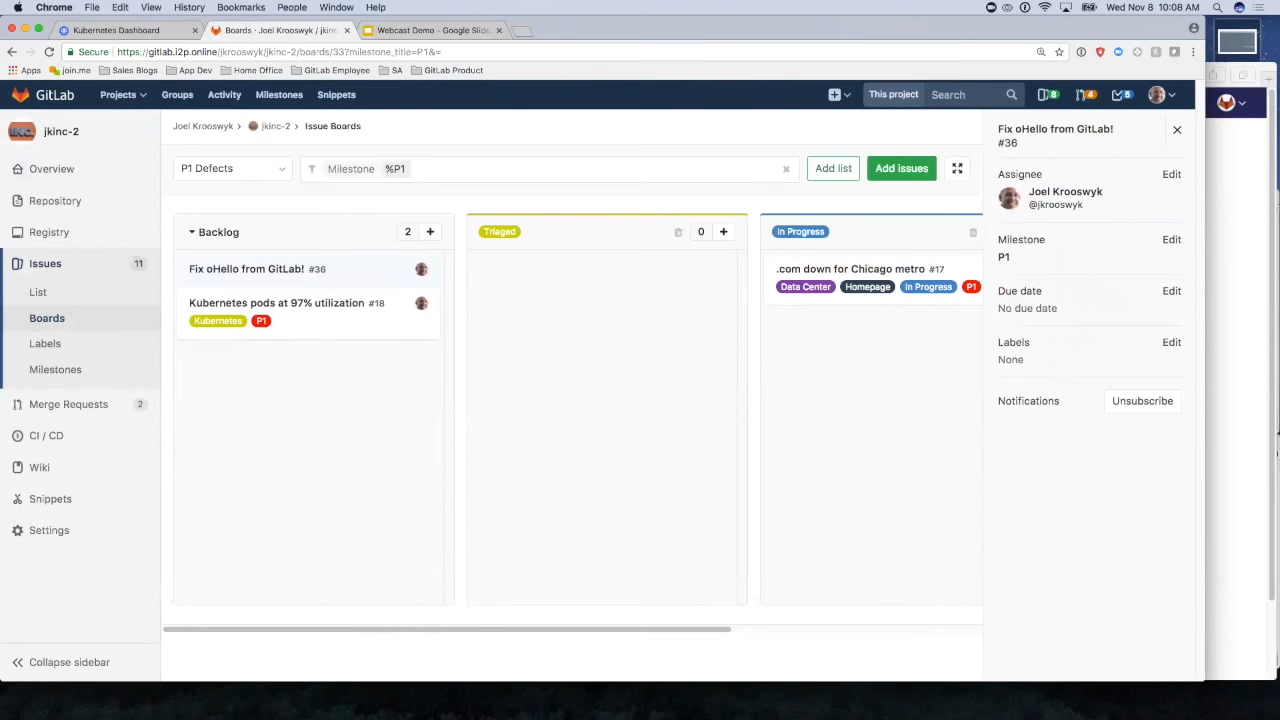 Chrome File Edit View History Bookmarks People Window Help
Wed Nov 8 10:08 AM
Kubernetes Dashboard
Boards · Joel Krooswyk / jkinc
Webcast Demo - Google Slide
Secure https://gitlab.i2p.online/jkrooswyk/jkinc-2/boards/33?milestone_title=P1&=
Apps join.me Sales Blogs App Dev Home Office GitLab Employee SA GitLab Product
GitLab Projects Groups Activity Milestones Snippets
This project Search 8 4 5
jkinc-2
Overview
Repository
Registry
Issues 11
List
Boards
Labels
Milestones
Merge Requests 2
CI / CD
Wiki
Snippets
Settings
Collapse sidebar
Joel Krooswyk > jkinc-2 > Issue Boards
P1 Defects
Milestone %P1
Add list
Add issues
Backlog 2 +
Fix oHello from GitLab! #36
Kubernetes pods at 97% utilization #18
Kubernetes P1
Triaged 0 +
In Progress
.com down for Chicago metro #17
Data Center Homepage In Progress P1
Fix oHello from GitLab!
#36
Assignee Edit
Joel Krooswyk
@jkrooswyk
Milestone Edit
P1
Due date Edit
No due date
Labels Edit
None
Notifications Unsubscribe